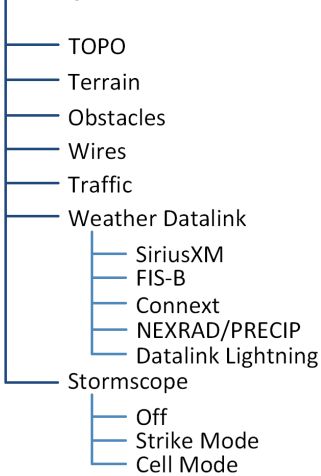 TOPO
Terrain
Obstacles
Wires
Traffic
Weather Datalink
SiriusXM
FIS-B
Connext
NEXRAD/PRECIP
Datalink Lightning
Stormscope
Off
Strike Mode
Cell Mode